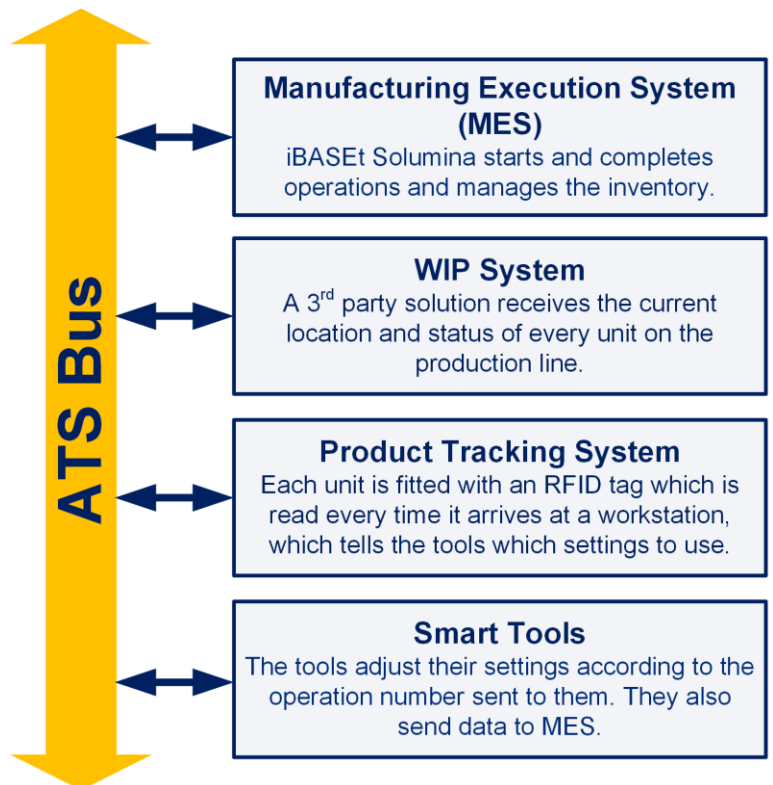 ATS Bus
Manufacturing Execution System
(MES)
iBASEt Solumina starts and completes
operations and manages the inventory.
WIP System
A 3rd party solution receives the current
location and status of every unit on the
production line.
Product Tracking System
Each unit is fitted with an RFID tag which is
read every time it arrives at a workstation,
which tells the tools which settings to use.
Smart Tools
The tools adjust their settings according to the
operation number sent to them. They also
send data to MES.